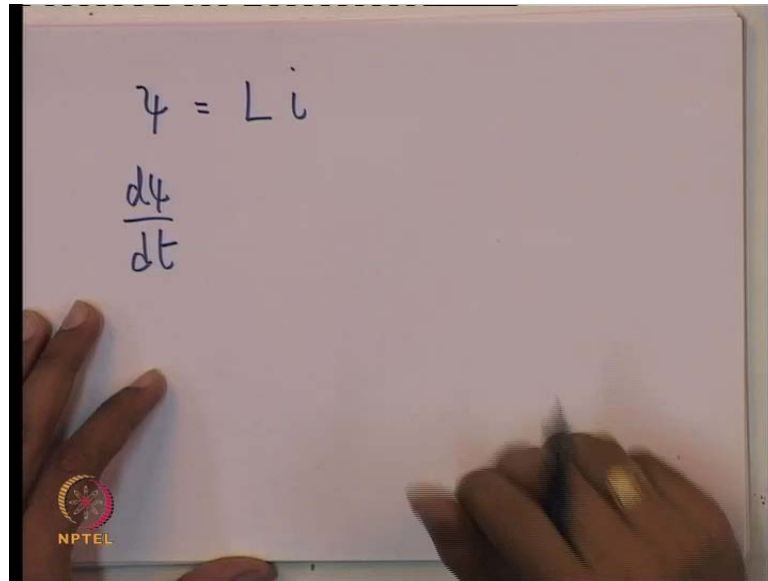 ψ = L i
dψ
dt
NPTEL